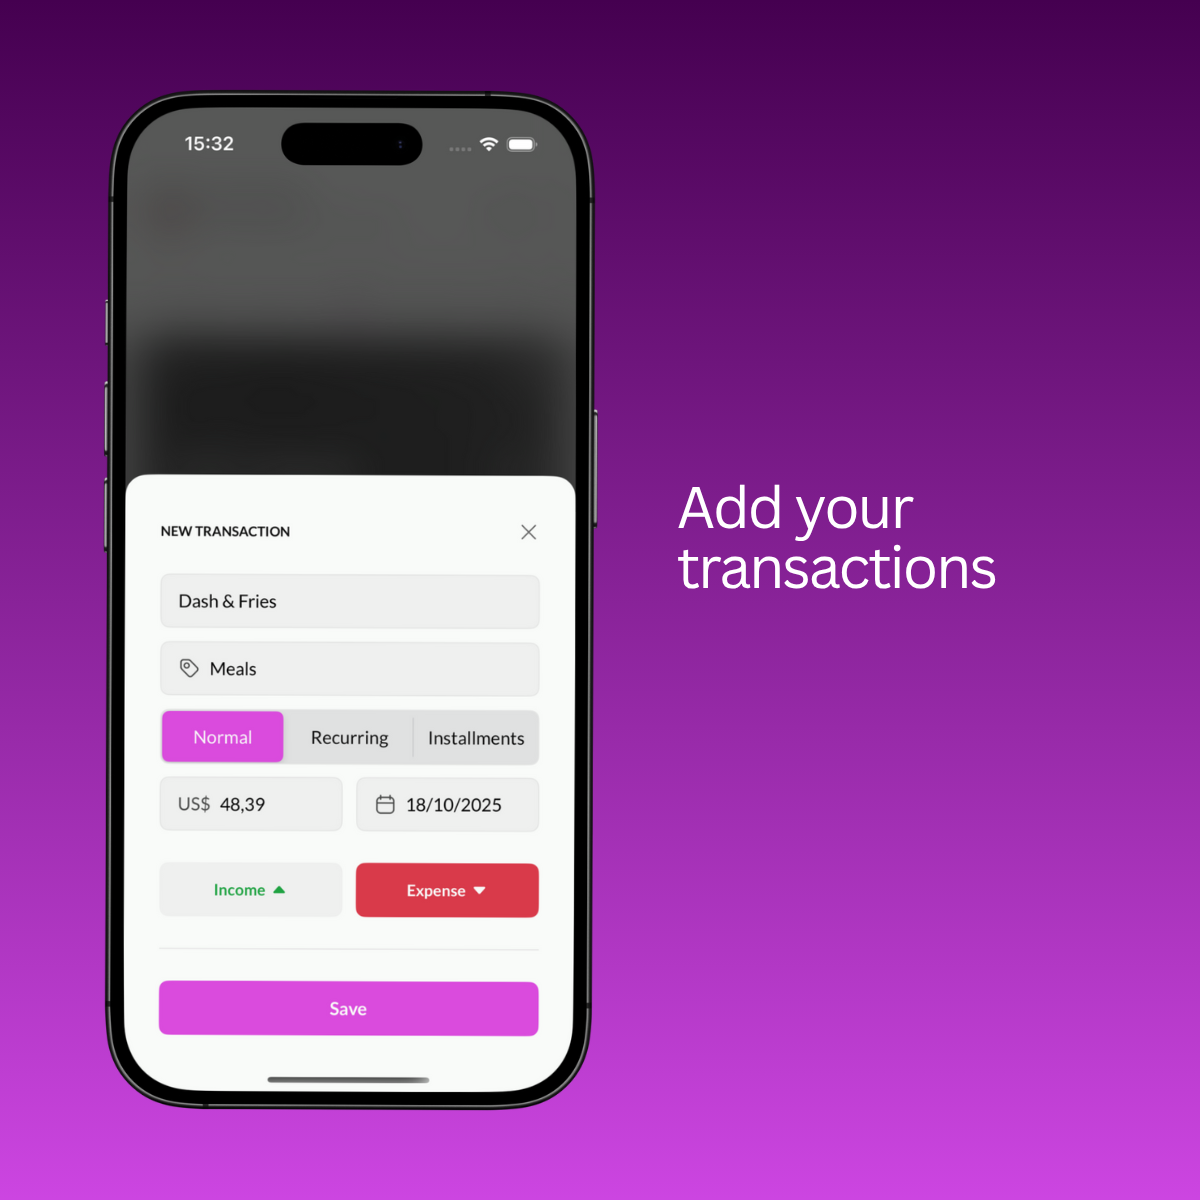 15:32
NEW TRANSACTION
Dash & Fries
Meals
Normal Recurring Installments
US$ 48,39 18/10/2025
Income Expense
Save
Add your
transactions